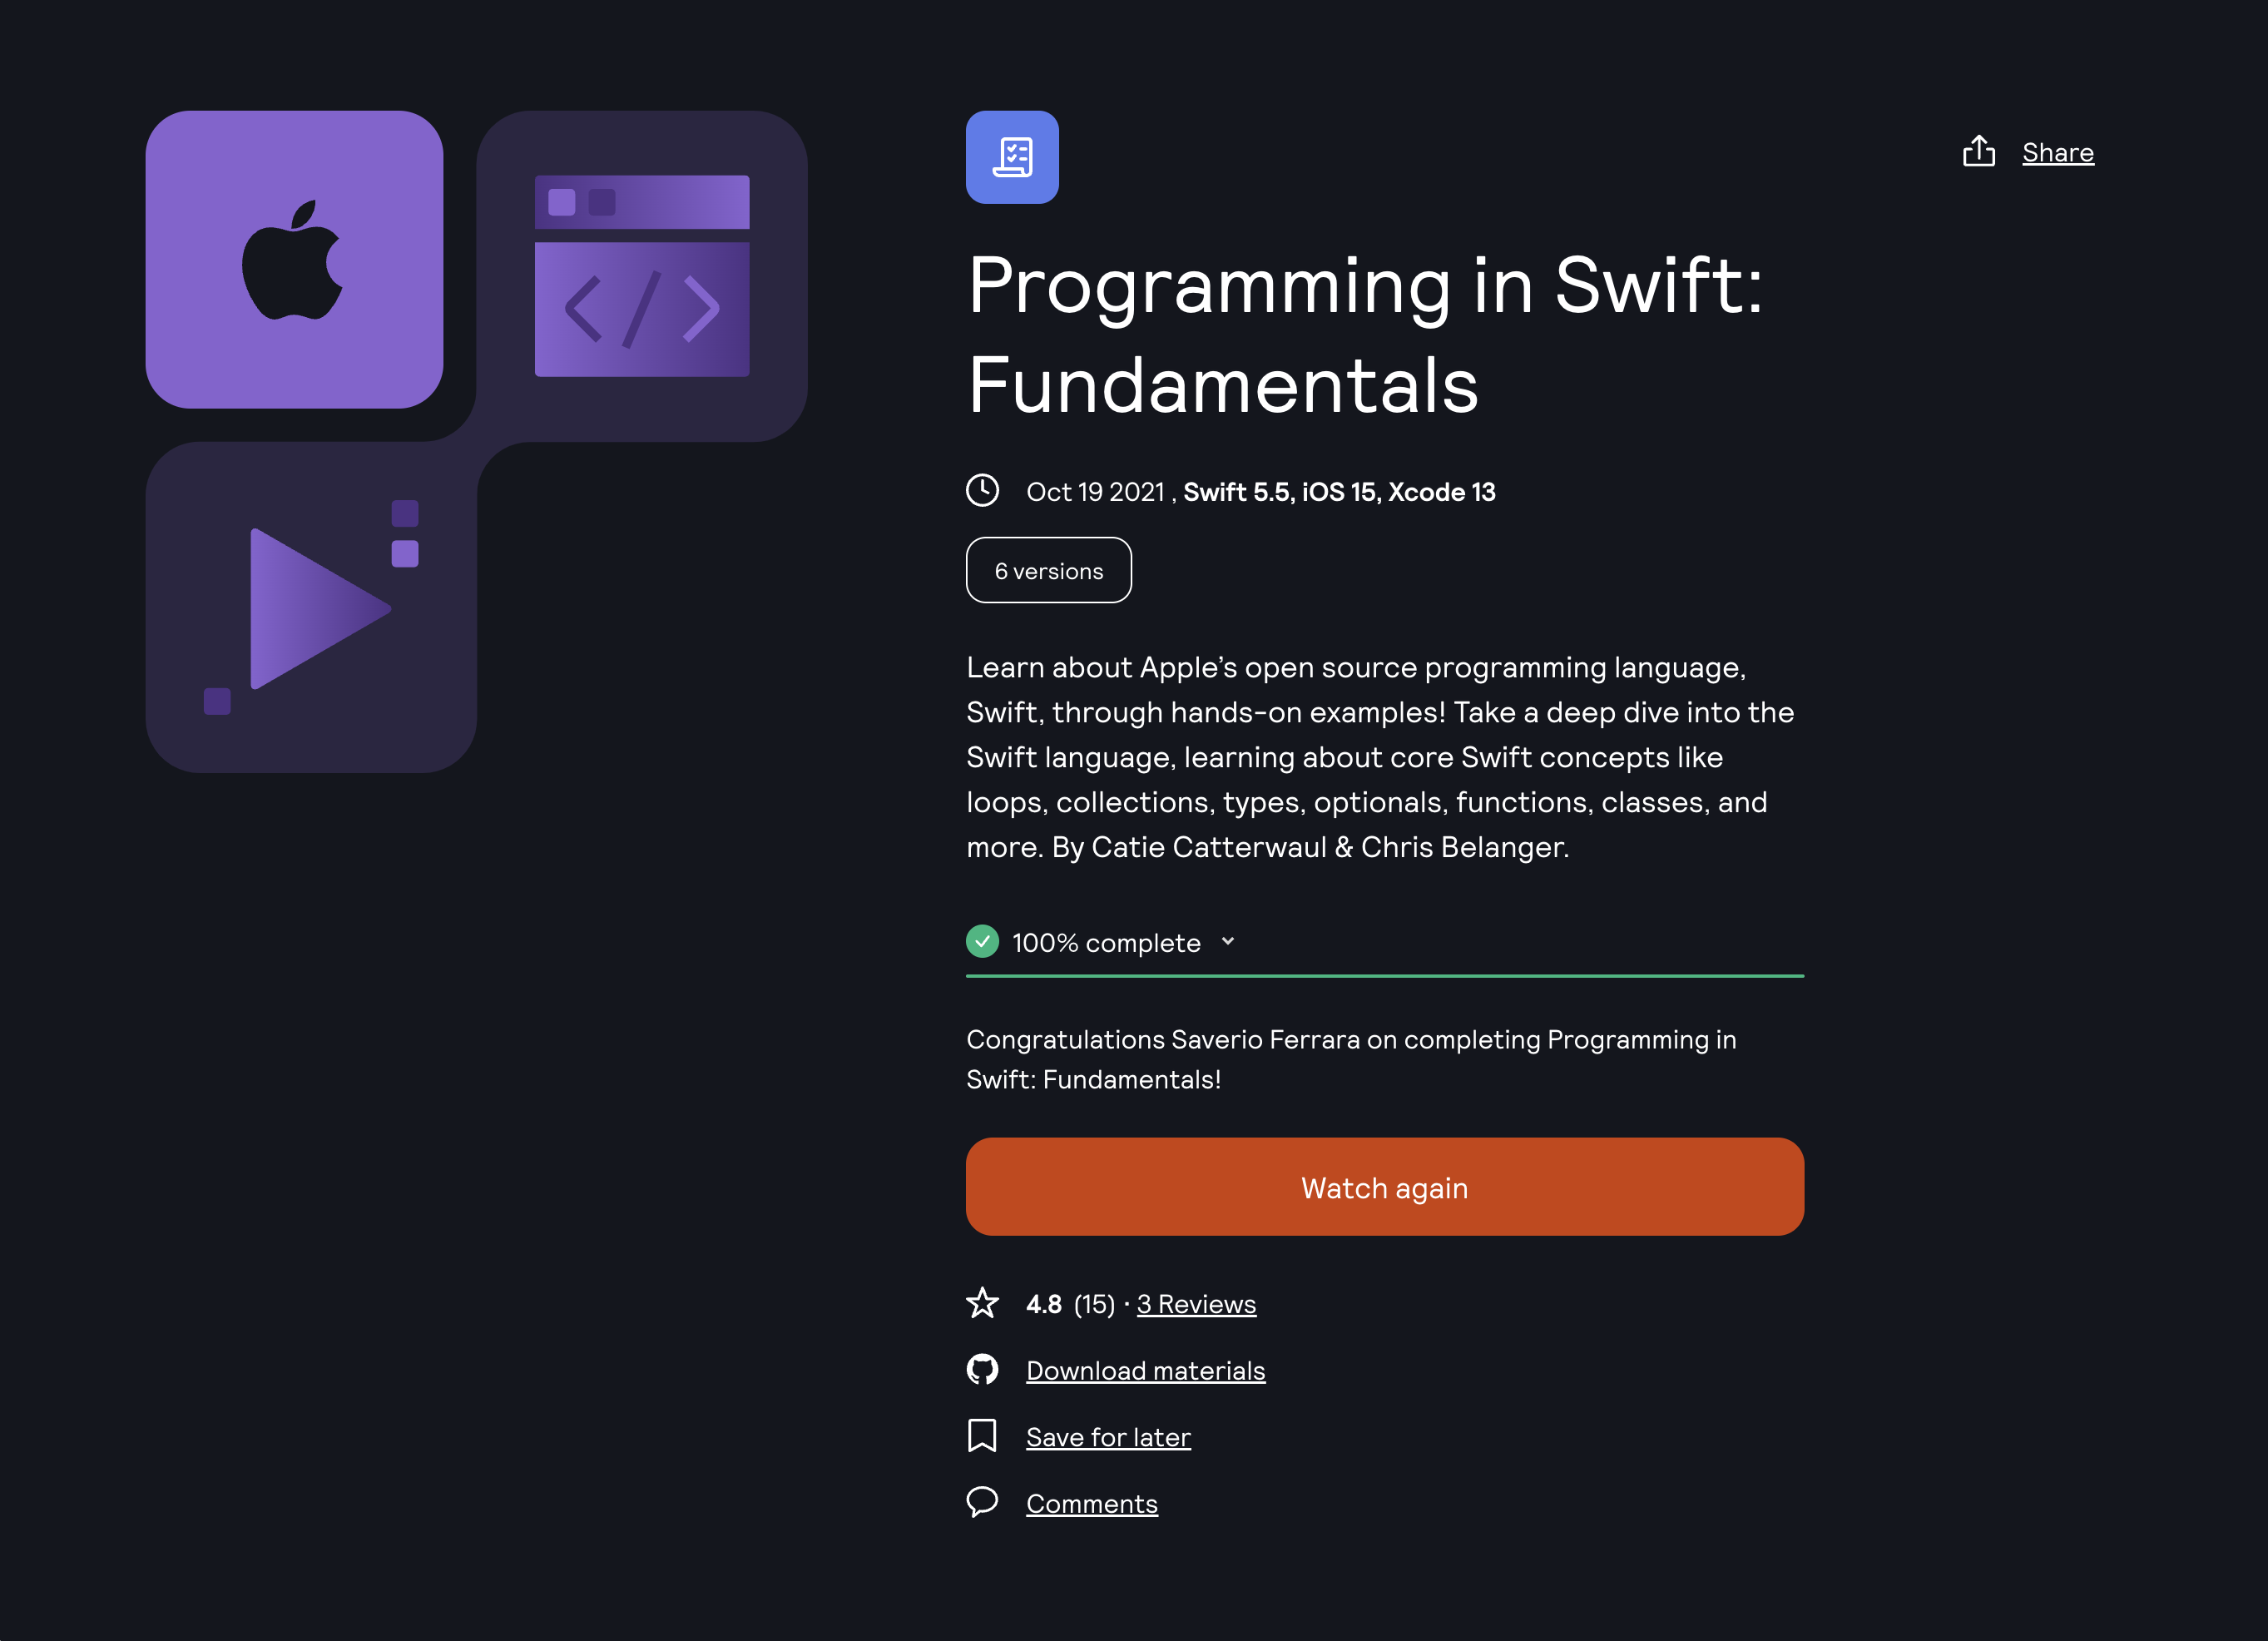 Share
Programming in Swift:
Fundamentals
Oct 19 2021 , Swift 5.5, iOS 15, Xcode 13
6 versions
Learn about Apple’s open source programming language,
Swift, through hands-on examples! Take a deep dive into the
Swift language, learning about core Swift concepts like
loops, collections, types, optionals, functions, classes, and
more. By Catie Catterwaul & Chris Belanger.
100% complete
Congratulations Saverio Ferrara on completing Programming in
Swift: Fundamentals!
Watch again
4.8 (15) · 3 Reviews
Download materials
Save for later
Comments